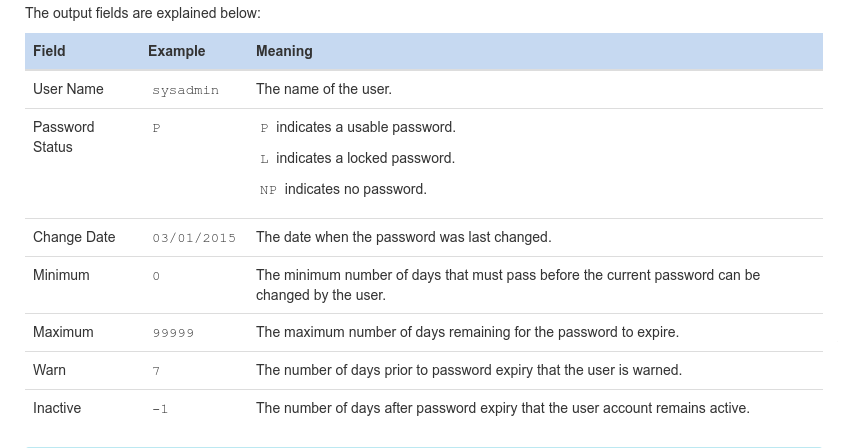 The output fields are explained below:
Field Example Meaning
User Name sysadmin The name of the user.
Password Status P P indicates a usable password.
L indicates a locked password.
NP indicates no password.
Change Date 03/01/2015 The date when the password was last changed.
Minimum 0 The minimum number of days that must pass before the current password can be
changed by the user.
Maximum 99999 The maximum number of days remaining for the password to expire.
Warn 7 The number of days prior to password expiry that the user is warned.
Inactive -1 The number of days after password expiry that the user account remains active.